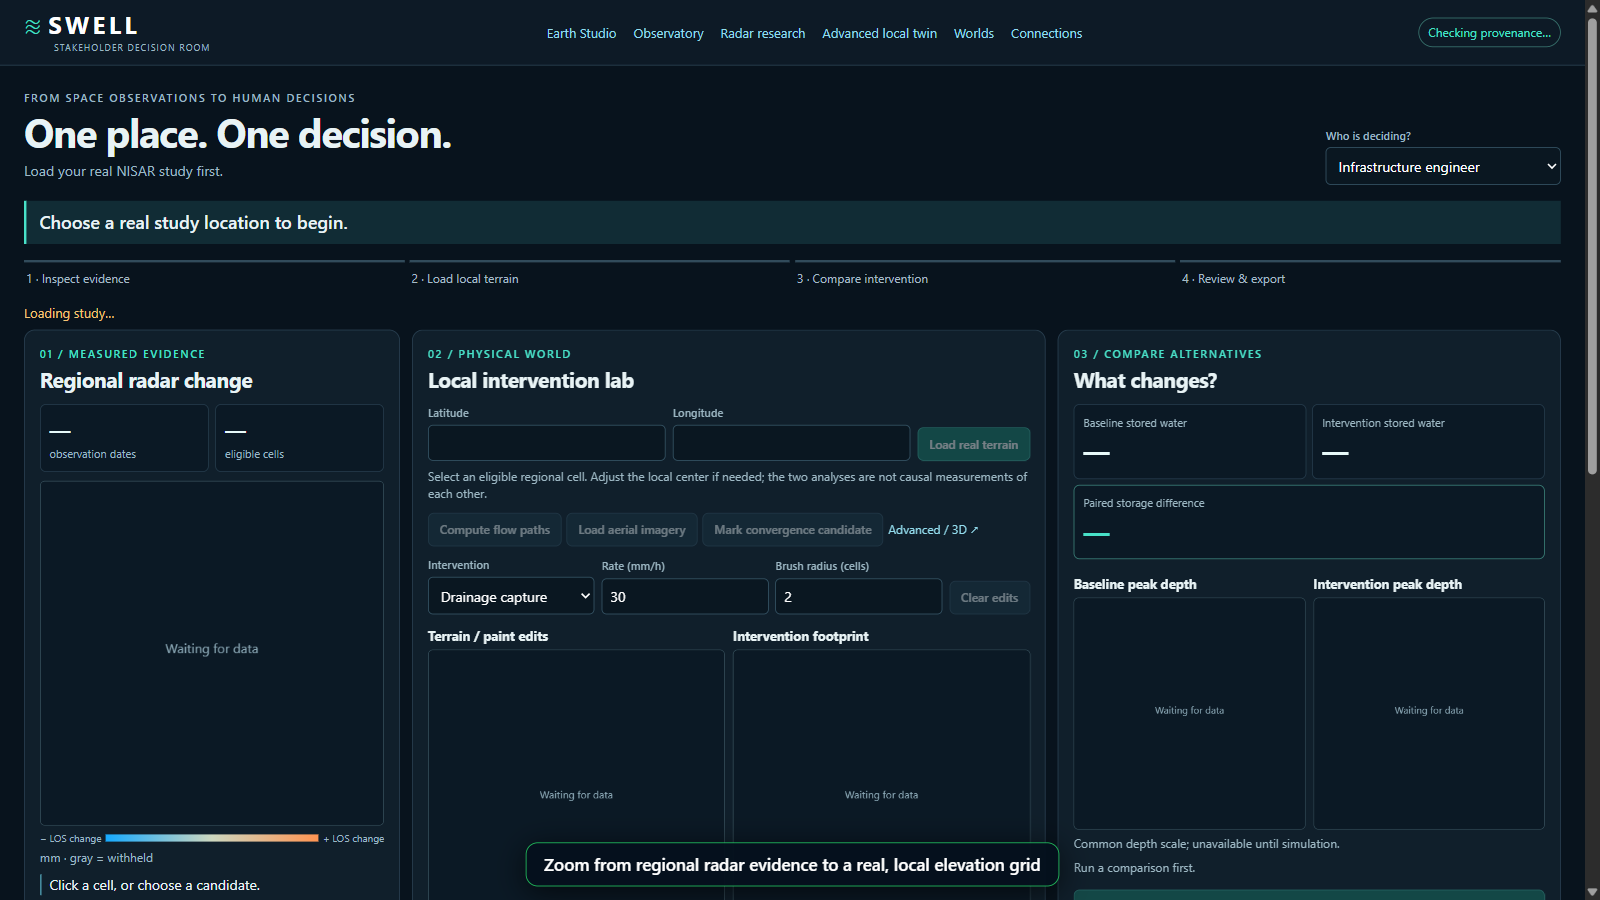 SWELL
STAKEHOLDER DECISION ROOM
Earth Studio
Observatory
Radar research
Advanced local twin
Worlds
Connections
Checking provenance...
FROM SPACE OBSERVATIONS TO HUMAN DECISIONS
One place. One decision.
Load your real NISAR study first.
Who is deciding?
Infrastructure engineer
Choose a real study location to begin.
1 · Inspect evidence
2 · Load local terrain
3 · Compare intervention
4 · Review & export
Loading study...
01 / MEASURED EVIDENCE
Regional radar change
—
observation dates
—
eligible cells
Waiting for data
− LOS change
+ LOS change
mm · gray = withheld
Click a cell, or choose a candidate.
02 / PHYSICAL WORLD
Local intervention lab
Latitude
Longitude
Load real terrain
Select an eligible regional cell. Adjust the local center if needed; the two analyses are not causal measurements of
each other.
Compute flow paths
Load aerial imagery
Mark convergence candidate
Advanced / 3D ↗
Intervention
Rate (mm/h)
Brush radius (cells)
Drainage capture
30
2
Clear edits
Terrain / paint edits
Intervention footprint
Waiting for data
Waiting for data
Zoom from regional radar evidence to a real, local elevation grid
03 / COMPARE ALTERNATIVES
What changes?
Baseline stored water
—
Intervention stored water
—
Paired storage difference
—
Baseline peak depth
Intervention peak depth
Waiting for data
Waiting for data
Common depth scale; unavailable until simulation.
Run a comparison first.